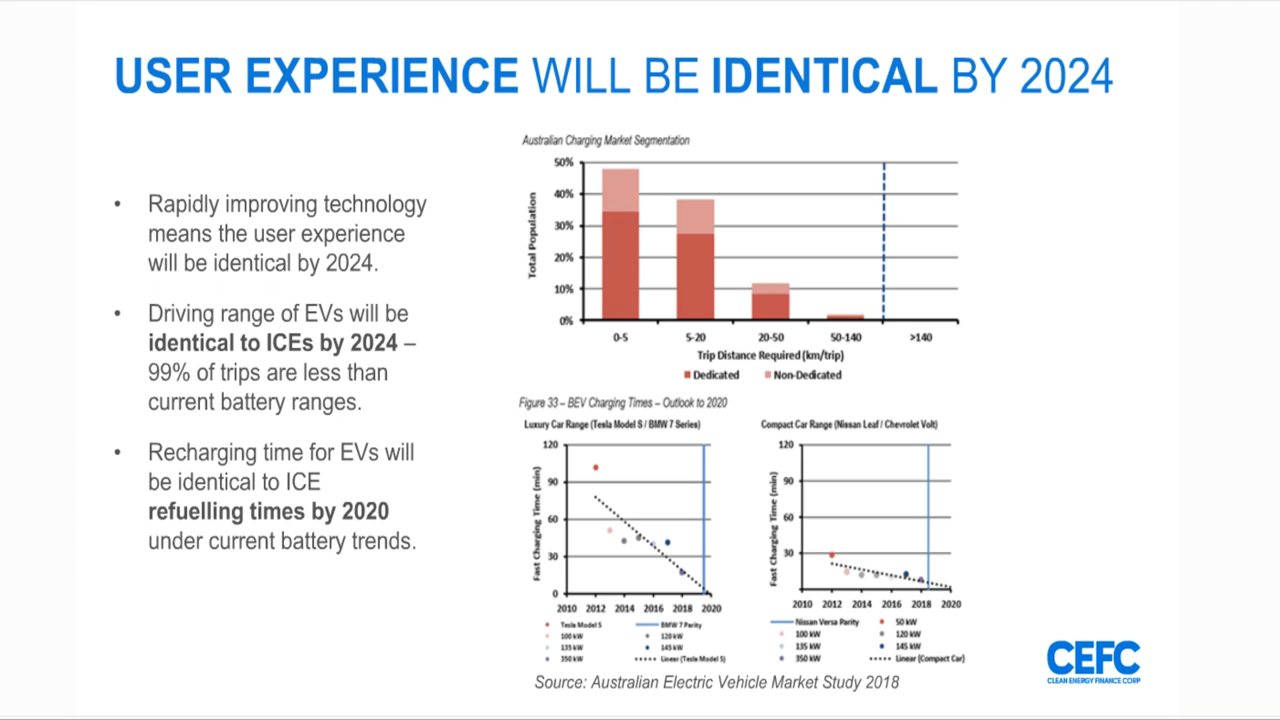 USER EXPERIENCE WILL BE IDENTICAL BY 2024
• Rapidly improving technology
means the user experience
will be identical by 2024.
• Driving range of EVs will be
identical to ICEs by 2024 –
99% of trips are less than
current battery ranges.
• Recharging time for EVs will
be identical to ICE
refuelling times by 2020
under current battery trends.
Australian Charging Market Segmentation
Total Population
50%
40%
30%
20%
10%
0%
0-5 5-20 20-50 50-140 >140
Trip Distance Required (km/trip)
Dedicated Non-Dedicated
Figure 33 – BEV Charging Times – Outlook to 2020
Luxury Car Range (Tesla Model S / BMW 7 Series)
Fast Charging Time (min)
120
90
60
30
0
2010 2012 2014 2016 2018 2020
Tesla Model S BMW 7 Parity
100 kW 120 kW
135 kW 145 kW
350 kW Linear (Tesla Model S)
Compact Car Range (Nissan Leaf / Chevrolet Volt)
Fast Charging Time (min)
120
90
60
30
2010 2012 2014 2016 2018 2020
Nissan Versa Parity 50 kW
100 kW 120 kW
135 kW 145 kW
350 kW Linear (Compact Car)
Source: Australian Electric Vehicle Market Study 2018
CEFC
CLEAN ENERGY FINANCE CORP